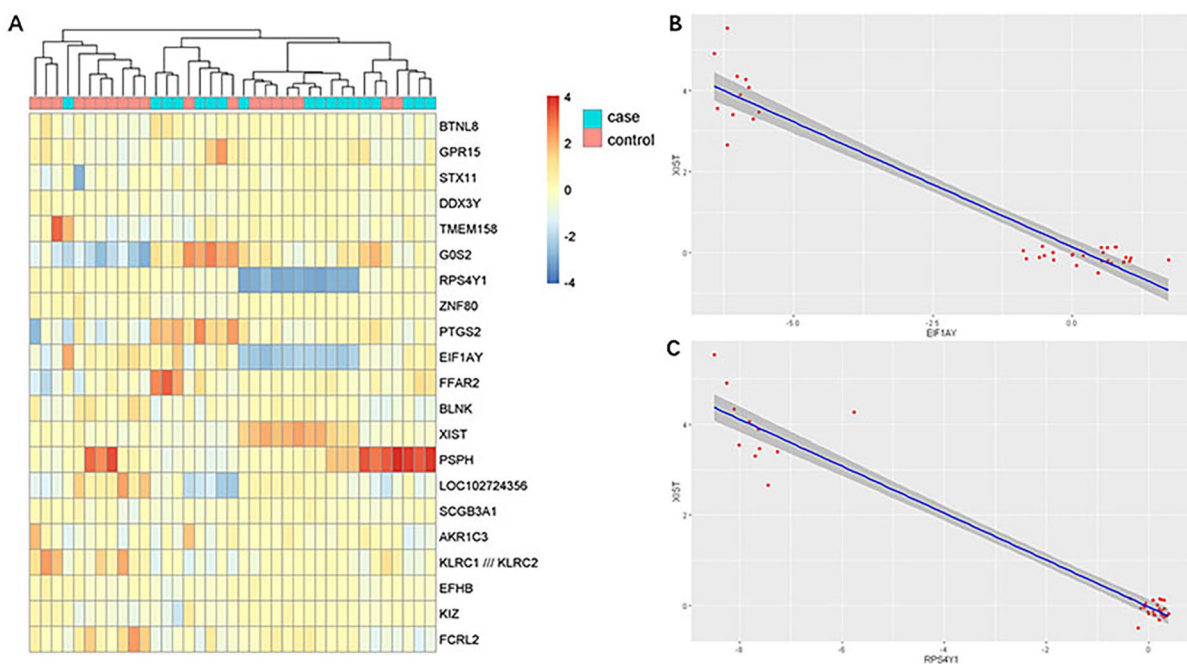 A
4
2
0
-2
-4
case
control
BTNL8
GPR15
STX11
DDX3Y
TMEM158
G0S2
RPS4Y1
ZNF80
PTGS2
EIF1AY
FFAR2
BLNK
XIST
PSPH
LOC102724356
SCGB3A1
AKR1C3
KLRC1 /// KLRC2
EFHB
KIZ
FCRL2
B
XIST
4
2
0
-5.0
-2.5
0.0
EIF1AY
C
XIST
4
2
0
-8
-6
-4
-2
0
RPS4Y1